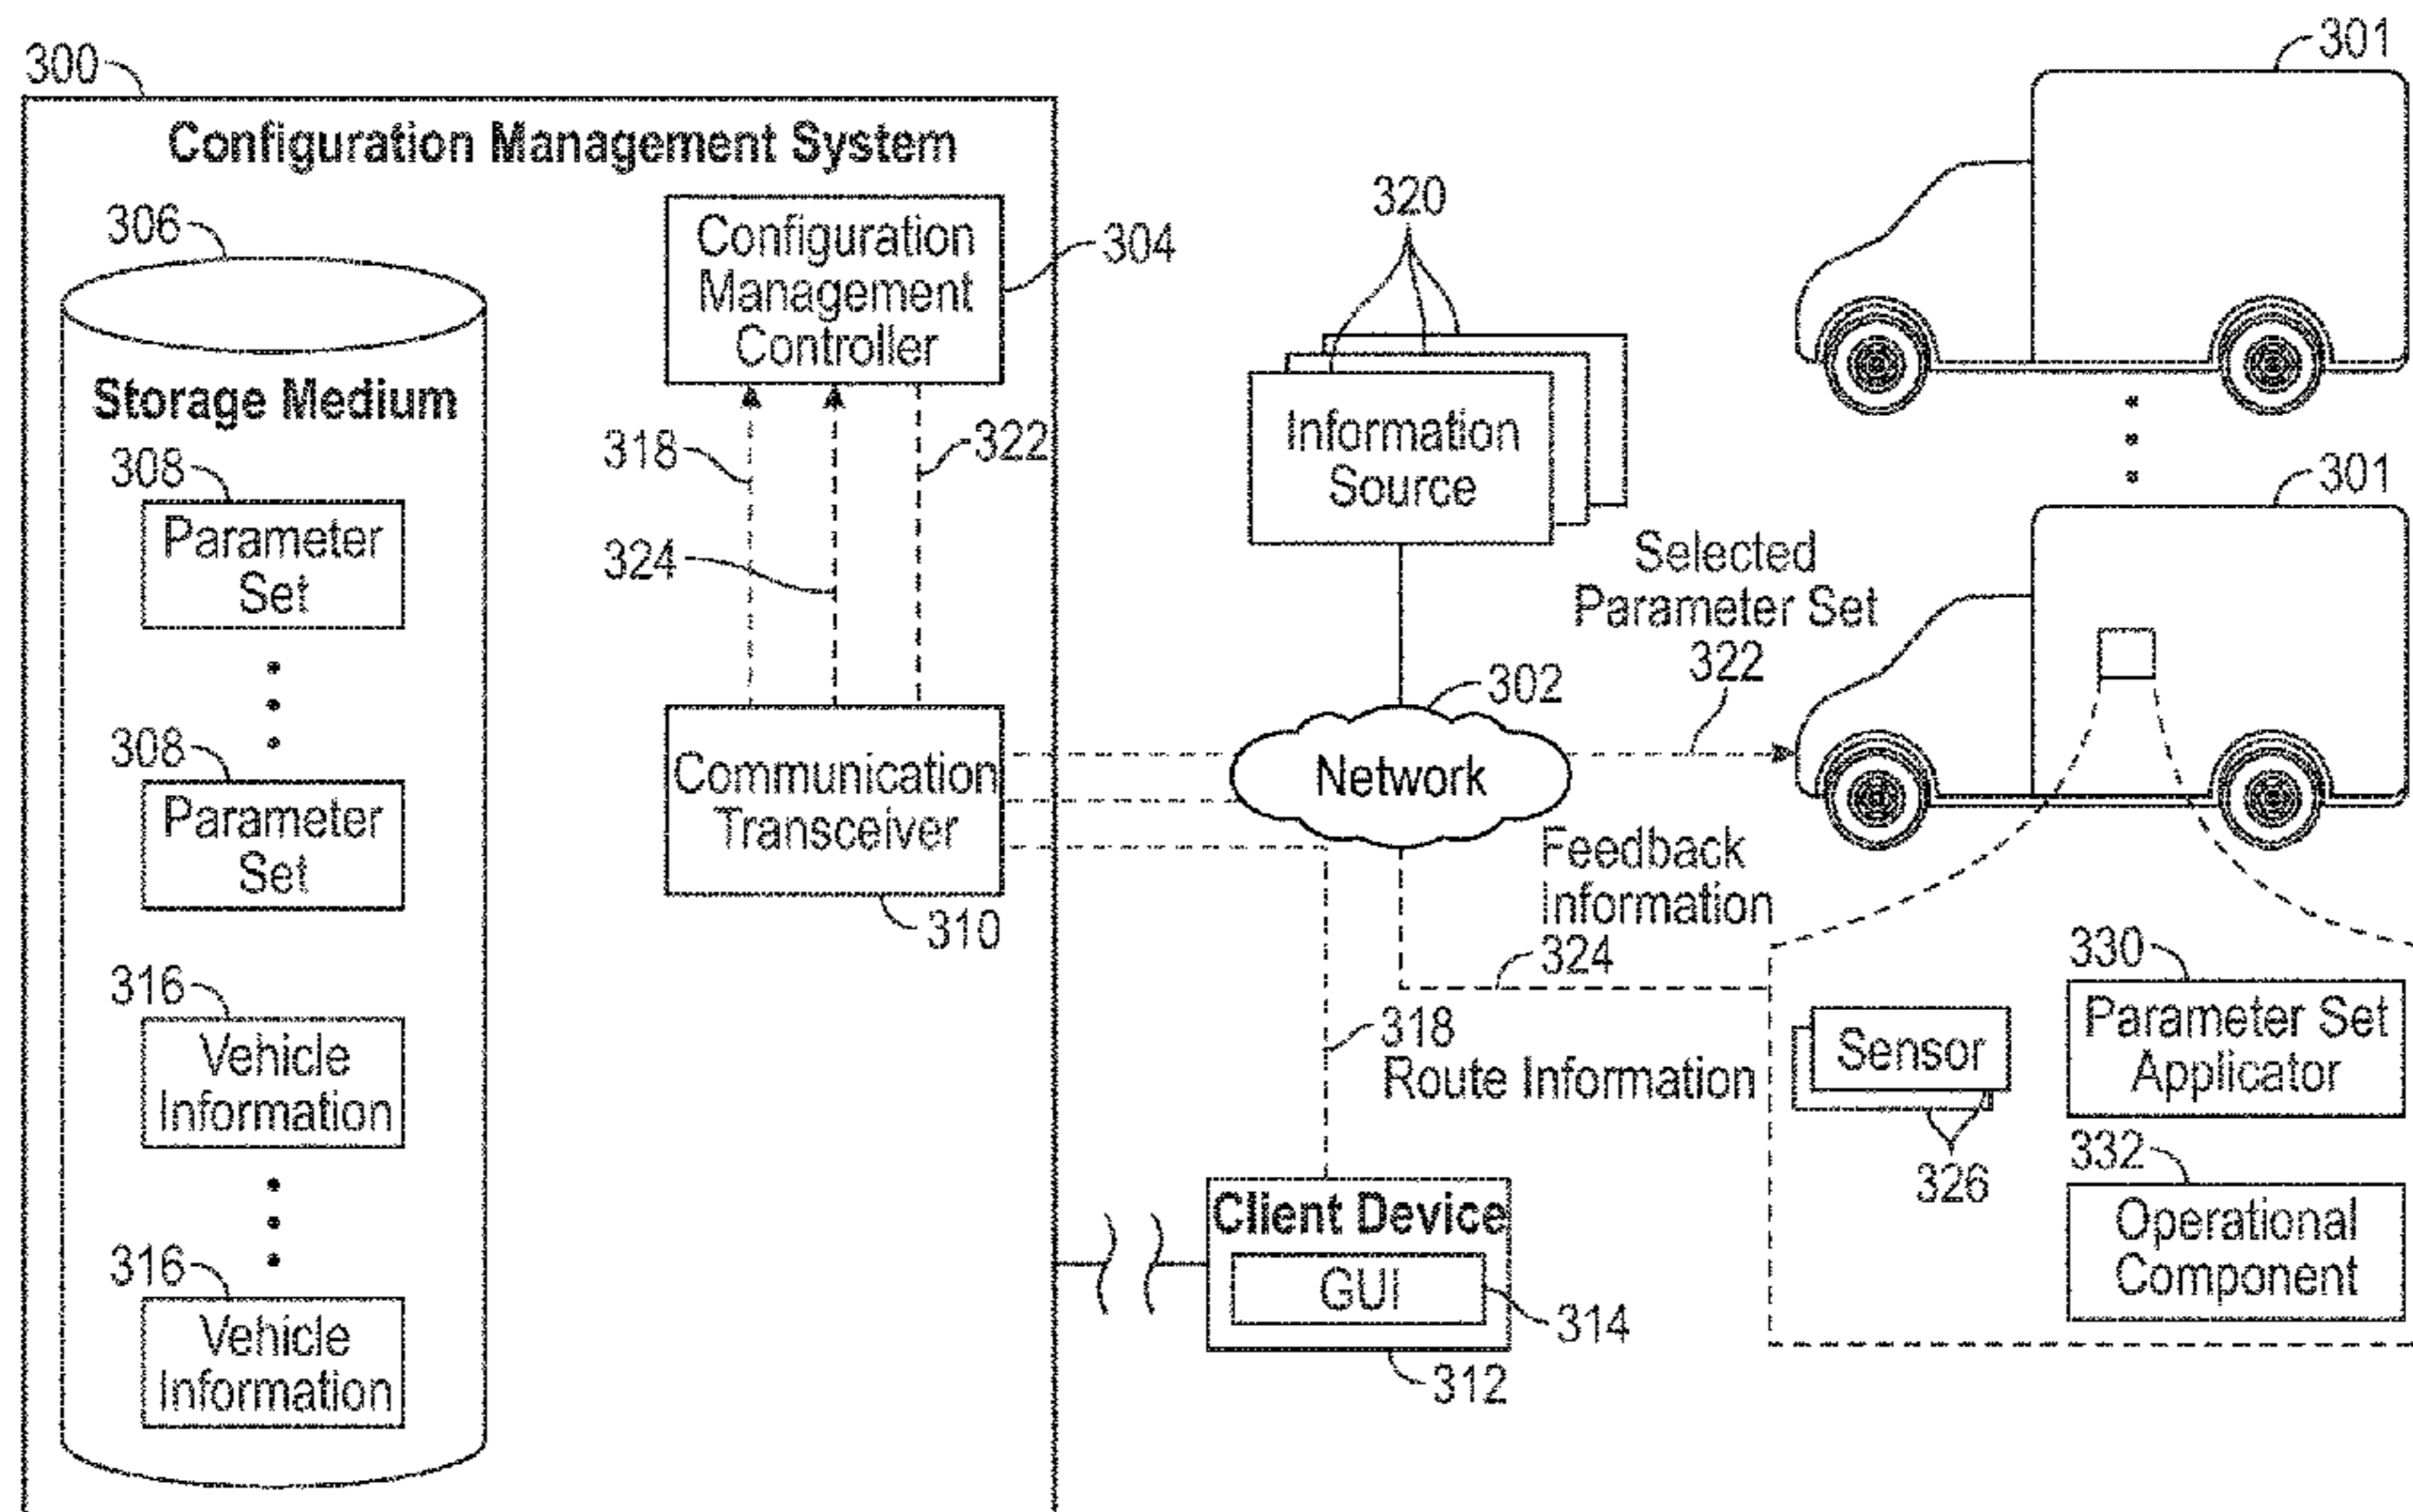 300
Configuration Management System
306
Storage Medium
308
Parameter
Set
308
Parameter
Set
316
Vehicle
Information
316
Vehicle
Information
Configuration
Management
Controller
304
318
324
322
Communication
Transceiver
310
320
Information
Source
302
Network
Selected
Parameter Set
322
301
301
Feedback
Information
324
318
Route Information
Client Device
GUI
314
312
Sensor
326
330
Parameter Set
Applicator
332
Operational
Component